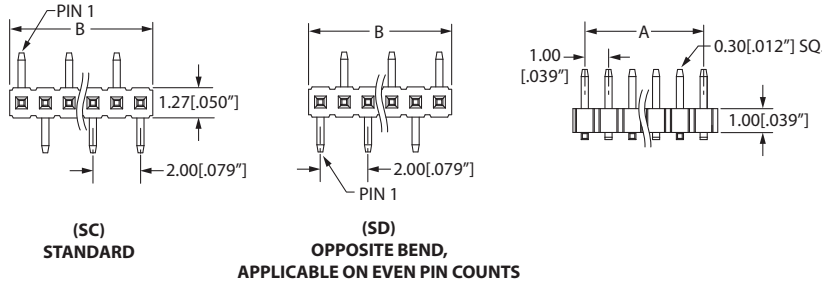 B
PIN 1
1.27[.050”]
2.00[.079”]
(SC)
STANDARD
B
2.00[.079”]
PIN 1
(SD)
OPPOSITE BEND,
APPLICABLE ON EVEN PIN COUNTS
A
1.00
[.039”]
0.30[.012”] SQ
1.00[.039”]